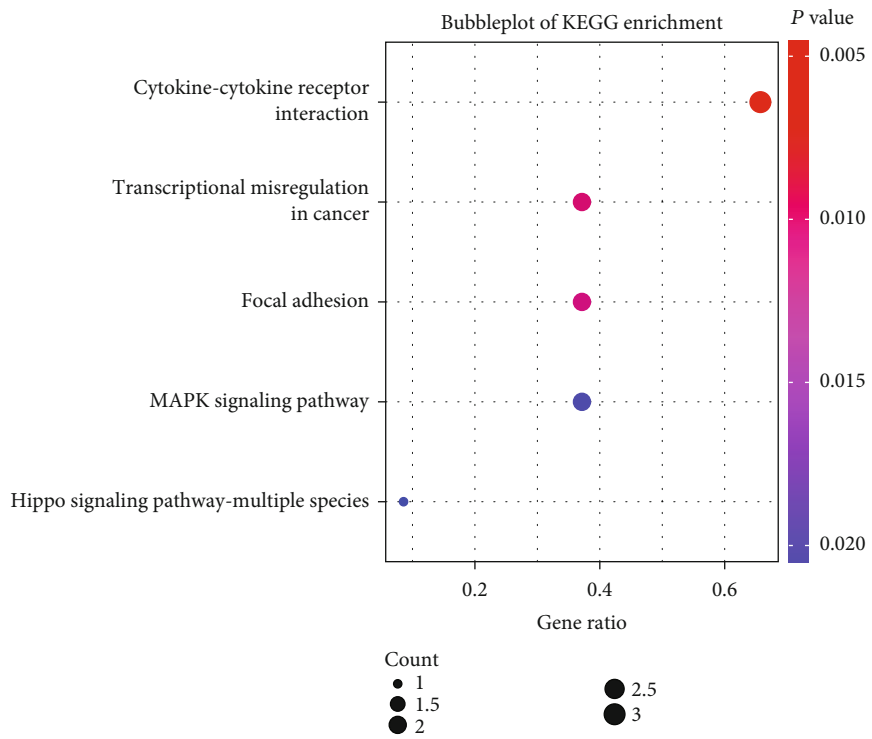 Bubbleplot of KEGG enrichment
P value
Cytokine-cytokine receptor
interaction
Transcriptional misregulation
in cancer
Focal adhesion
MAPK signaling pathway
Hippo signaling pathway-multiple species
0.005
0.010
0.015
0.020
0.2 0.4 0.6
Gene ratio
Count
1
1.5
2
2.5
3